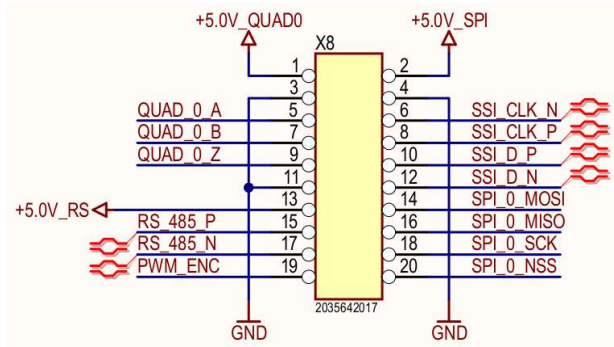 +5.0V_QUAD0 +5.0V_SPI
X8
1 2
3 4
QUAD_0_A 5 6 SSI_CLK_N
QUAD_0_B 7 8 SSI_CLK_P
QUAD_0_Z 9 10 SSI_D_P
11 12 SSI_D_N
+5.0V_RS 13 14 SPI_0_MOSI
RS_485_P 15 16 SPI_0_MISO
RS_485_N 17 18 SPI_0_SCK
PWM_ENC 19 20 SPI_0_NSS
2035642017
GND GND